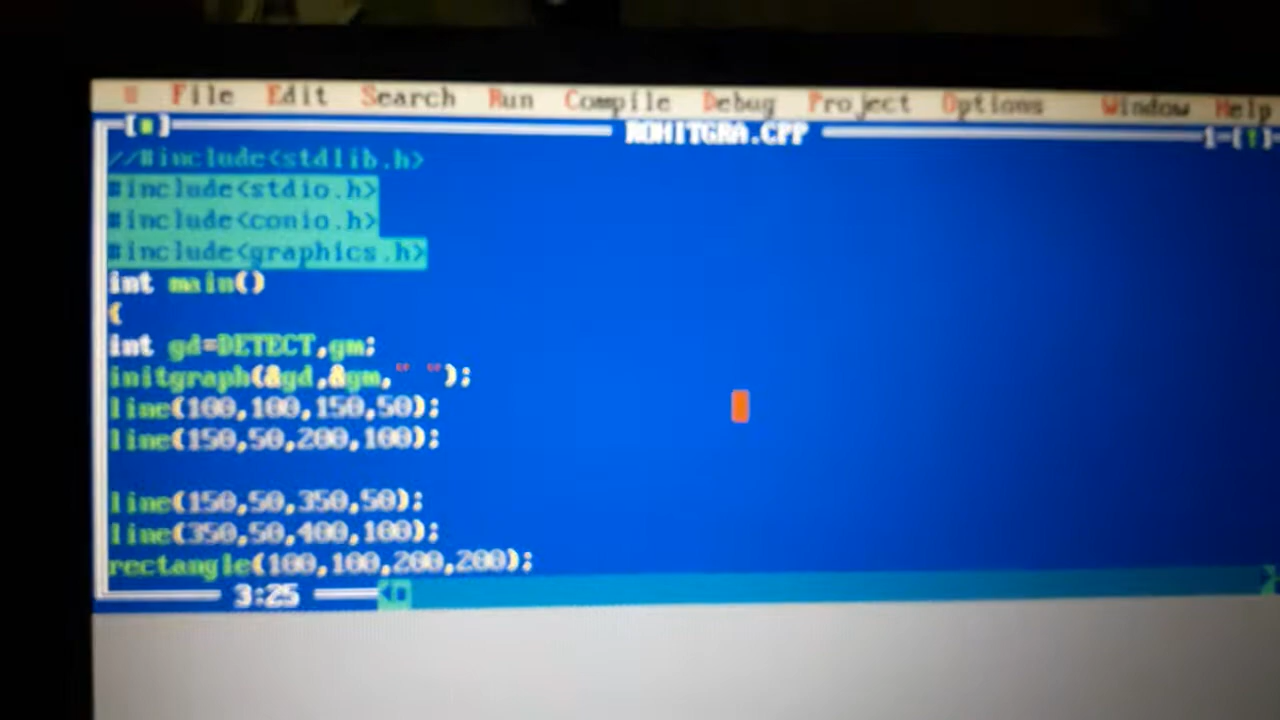 ≡ File Edit Search Run Compile Debug Project Options Window Help
[■] ROHITGRA.CPP 1-[↑]
//#include<stdlib.h>
#include<stdio.h>
#include<conio.h>
#include<graphics.h>
int main()
{
int gd=DETECT,gm;
initgraph(&gd,&gm," ");
line(100,100,150,50);
line(150,50,200,100);
line(150,50,350,50);
line(350,50,400,100);
rectangle(100,100,200,200);
3:25